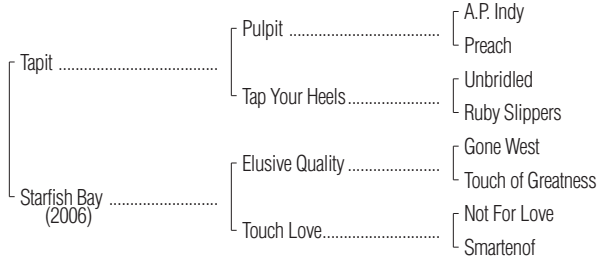 A.P. Indy
Pulpit ..............................
Preach
Tapit ................................
Unbridled
Tap Your Heels..................
Ruby Slippers
Gone West
Elusive Quality ..................
Touch of Greatness
Starfish Bay ......................
(2006)
Not For Love
Touch Love.......................
Smartenof